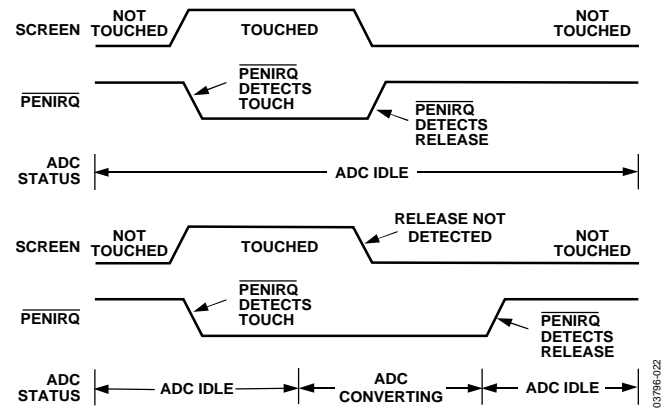 SCREEN
NOT
TOUCHED
TOUCHED
NOT
TOUCHED
PENIRQ
PENIRQ
DETECTS
TOUCH
PENIRQ
DETECTS
RELEASE
ADC
STATUS
ADC IDLE
SCREEN
NOT
TOUCHED
TOUCHED
RELEASE NOT
DETECTED
NOT
TOUCHED
PENIRQ
PENIRQ
DETECTS
TOUCH
PENIRQ
DETECTS
RELEASE
ADC
STATUS
ADC IDLE
ADC
CONVERTING
ADC IDLE
03796-022